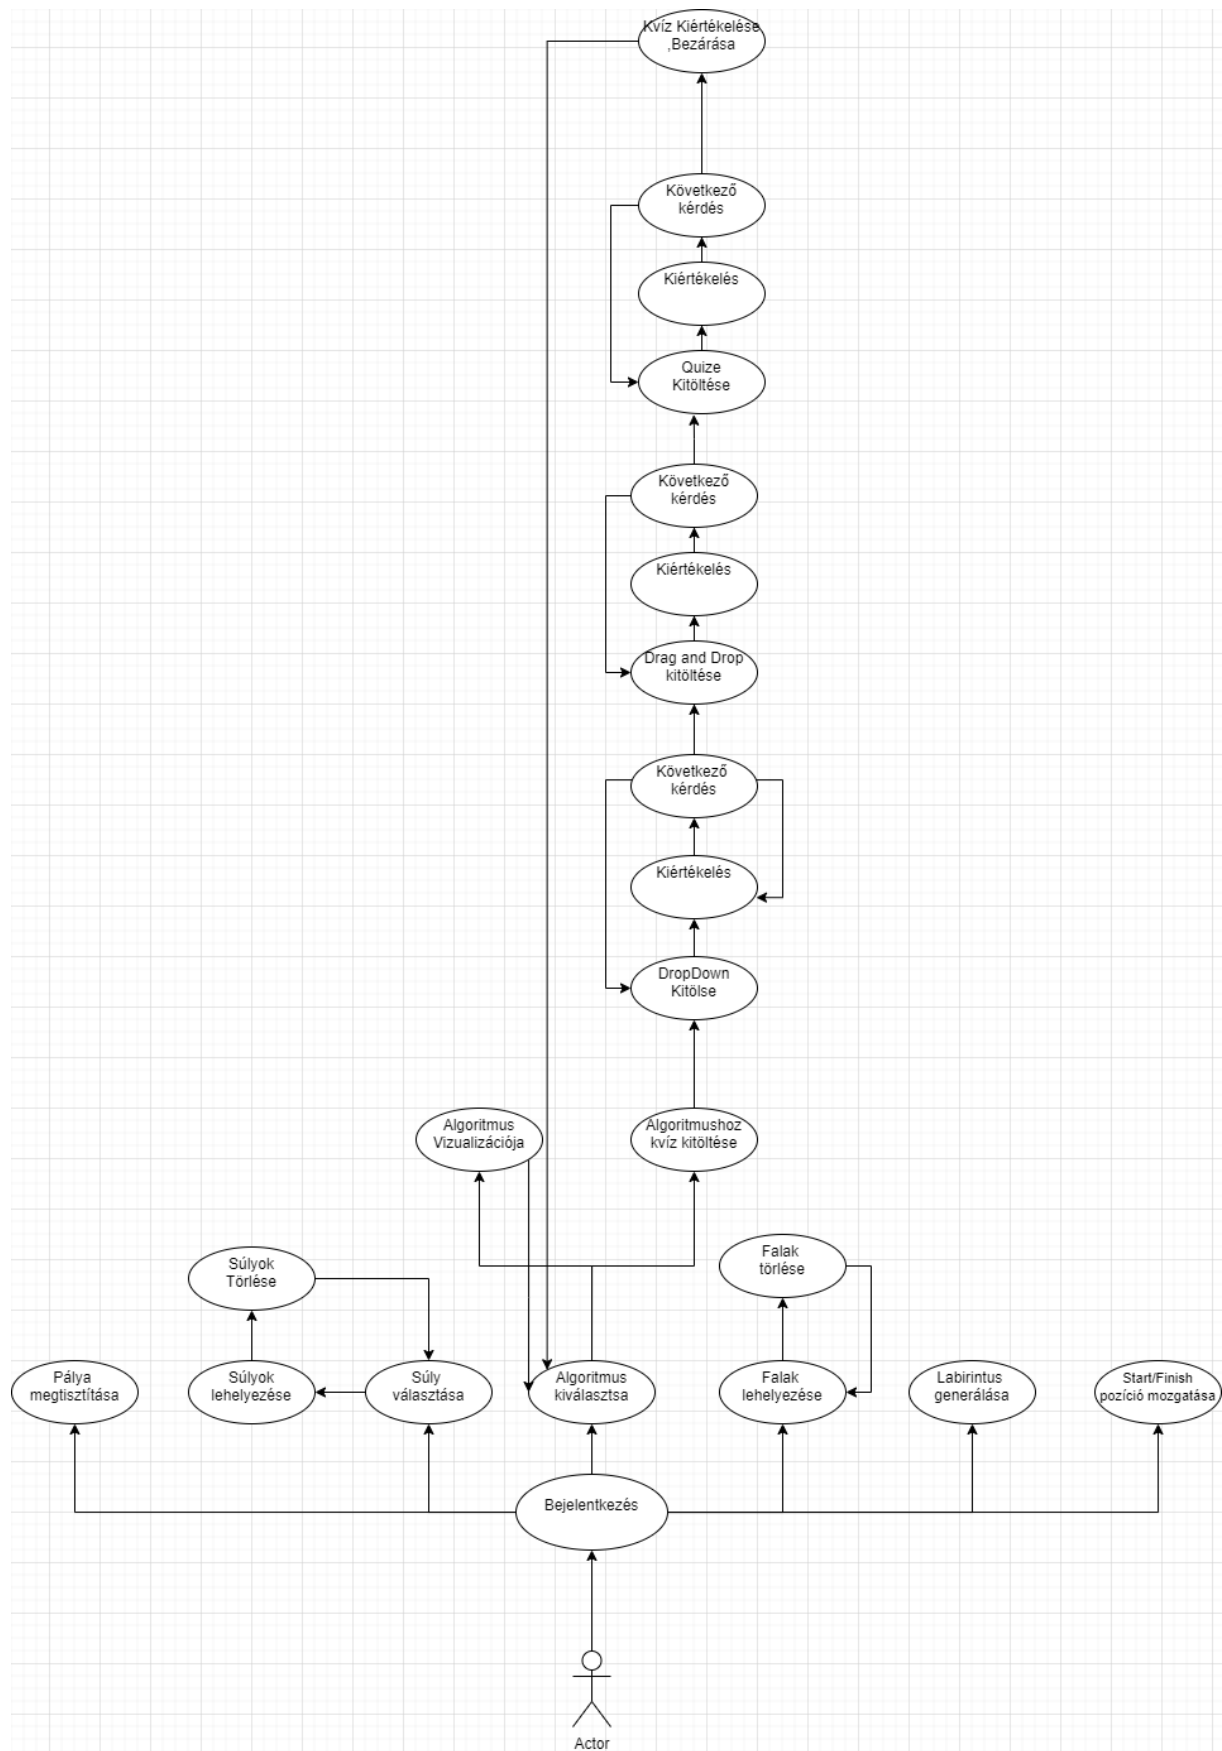 Kvíz Kiértékelése
,Bezárása
Következő
kérdés
Kiértékelés
Quize
Kitöltése
Következő
kérdés
Kiértékelés
Drag and Drop
kitöltése
Következő
kérdés
Kiértékelés
DropDown
Kitölse
Algoritmus
Vizualizációja
Algoritmushoz
kvíz kitöltése
Súlyok
Törlése
Falak
törlése
Pálya
megtisztítása
Súlyok
lehelyezése
Súly
választása
Algoritmus
kiválasztsa
Falak
lehelyezése
Labirintus
generálása
Start/Finish
pozíció mozgatása
Bejelentkezés
Actor